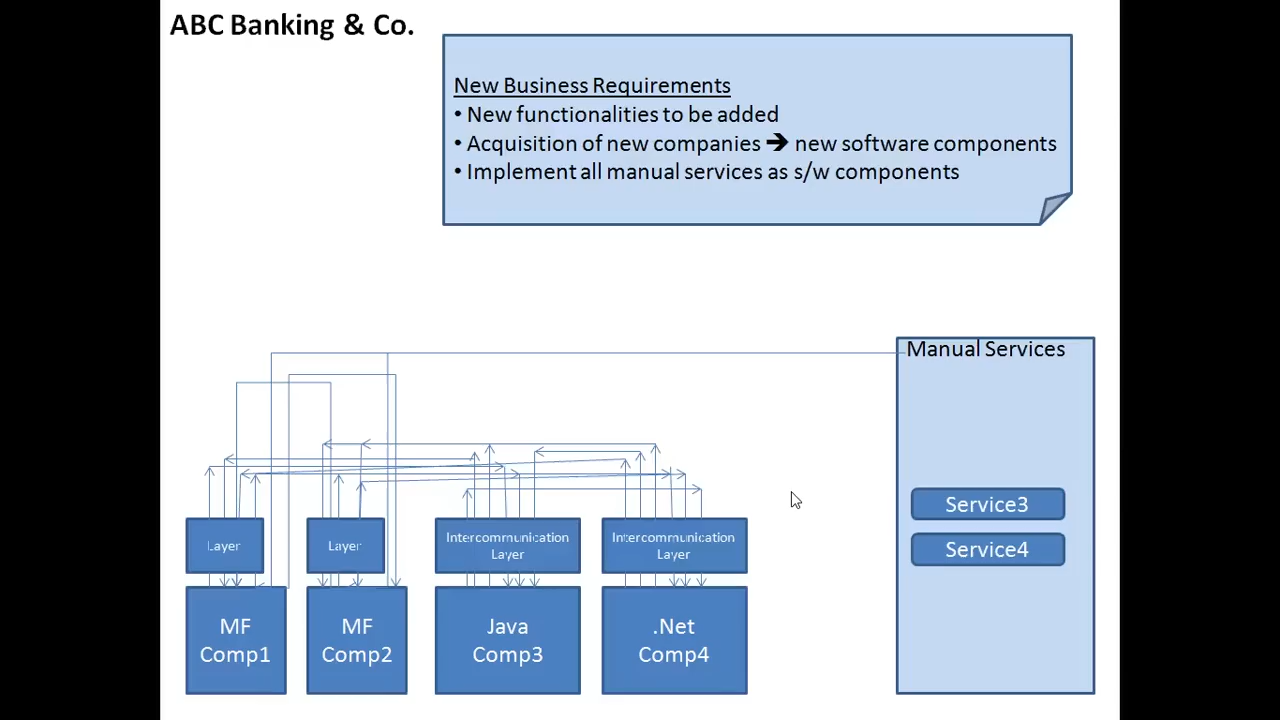 ABC Banking & Co.
New Business Requirements
• New functionalities to be added
• Acquisition of new companies ➔ new software components
• Implement all manual services as s/w components
Manual Services
Service3
Service4
Layer
Layer
Intercommunication
Layer
Intercommunication
Layer
MF
Comp1
MF
Comp2
Java
Comp3
.Net
Comp4